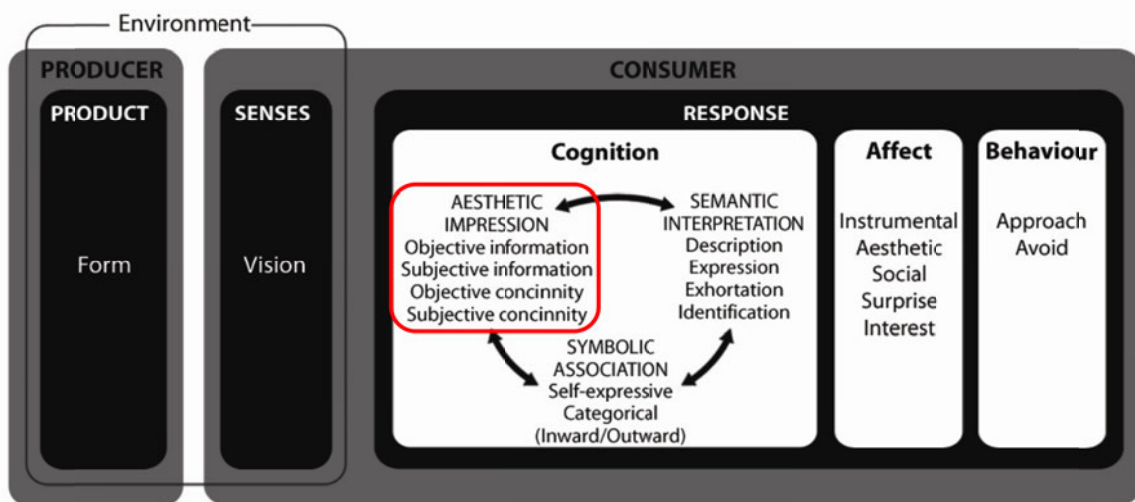 Environment
PRODUCER
CONSUMER
PRODUCT
SENSES
RESPONSE
Form
Vision
Cognition
AESTHETIC
IMPRESSION
Objective information
Subjective information
Objective concinnity
Subjective concinnity
SEMANTIC
INTERPRETATION
Description
Expression
Exhortation
Identification
SYMBOLIC
ASSOCIATION
Self-expressive
Categorical
(Inward/Outward)
Affect
Instrumental
Aesthetic
Social
Surprise
Interest
Behaviour
Approach
Avoid